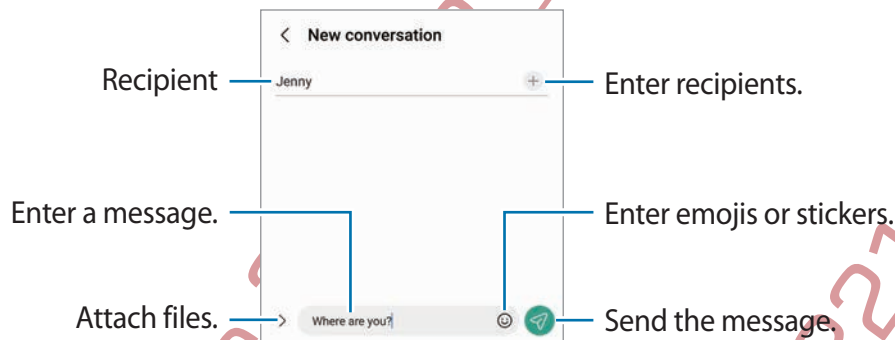 New conversation
Recipient
Jenny
Enter recipients.
Enter a message.
Enter emojis or stickers.
Attach files.
Where are you?
Send the message.